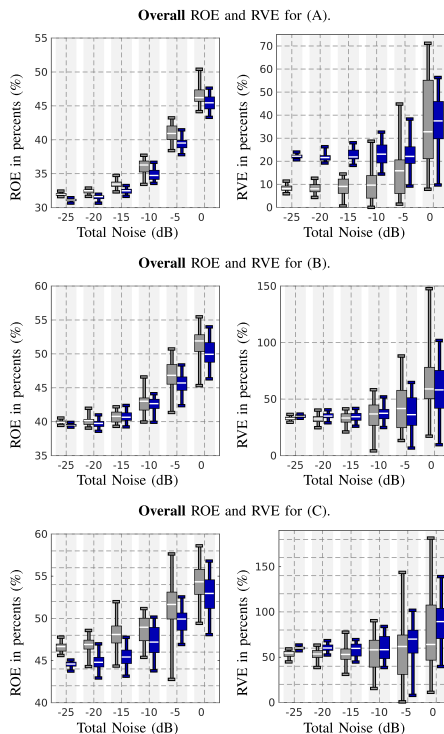 Overall ROE and RVE for (A).
ROE in percents (%)
55
50
45
40
35
30
-25 -20 -15 -10 -5 0
Total Noise (dB)
RVE in percents (%)
70
60
50
40
30
20
10
0
-25 -20 -15 -10 -5 0
Total Noise (dB)
Overall ROE and RVE for (B).
ROE in percents (%)
60
55
50
45
40
35
-25 -20 -15 -10 -5 0
Total Noise (dB)
RVE in percents (%)
150
100
50
0
-25 -20 -15 -10 -5 0
Total Noise (dB)
Overall ROE and RVE for (C).
ROE in percents (%)
60
55
50
45
40
-25 -20 -15 -10 -5 0
Total Noise (dB)
RVE in percents (%)
150
100
50
0
-25 -20 -15 -10 -5 0
Total Noise (dB)